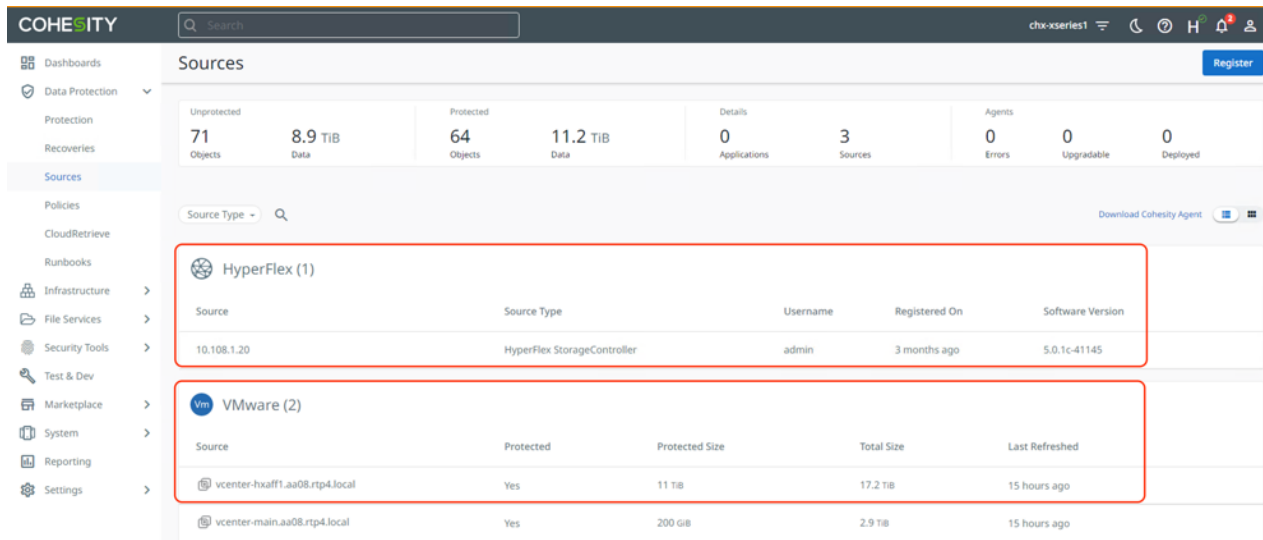 COHESITY
Search
chx-xseries1
H
2
Dashboards
Data Protection
Protection
Recoveries
Sources
Policies
CloudRetrieve
Runbooks
Infrastructure
File Services
Security Tools
Test & Dev
Marketplace
System
Reporting
Settings
Sources
Register
Unprotected
71 8.9 TiB
Objects Data
Protected
64 11.2 TiB
Objects Data
Details
0 3
Applications Sources
Agents
0 0 0
Errors Upgradable Deployed
Source Type
Download Cohesity Agent
HyperFlex (1)
Source Source Type Username Registered On Software Version
10.108.1.20 HyperFlex StorageController admin 3 months ago 5.0.1c-41145
Vm VMware (2)
Source Protected Protected Size Total Size Last Refreshed
vcenter-hxaff1.aa08.rtp4.local Yes 11 TiB 17.2 TiB 15 hours ago
vcenter-main.aa08.rtp4.local Yes 200 GiB 2.9 TiB 15 hours ago